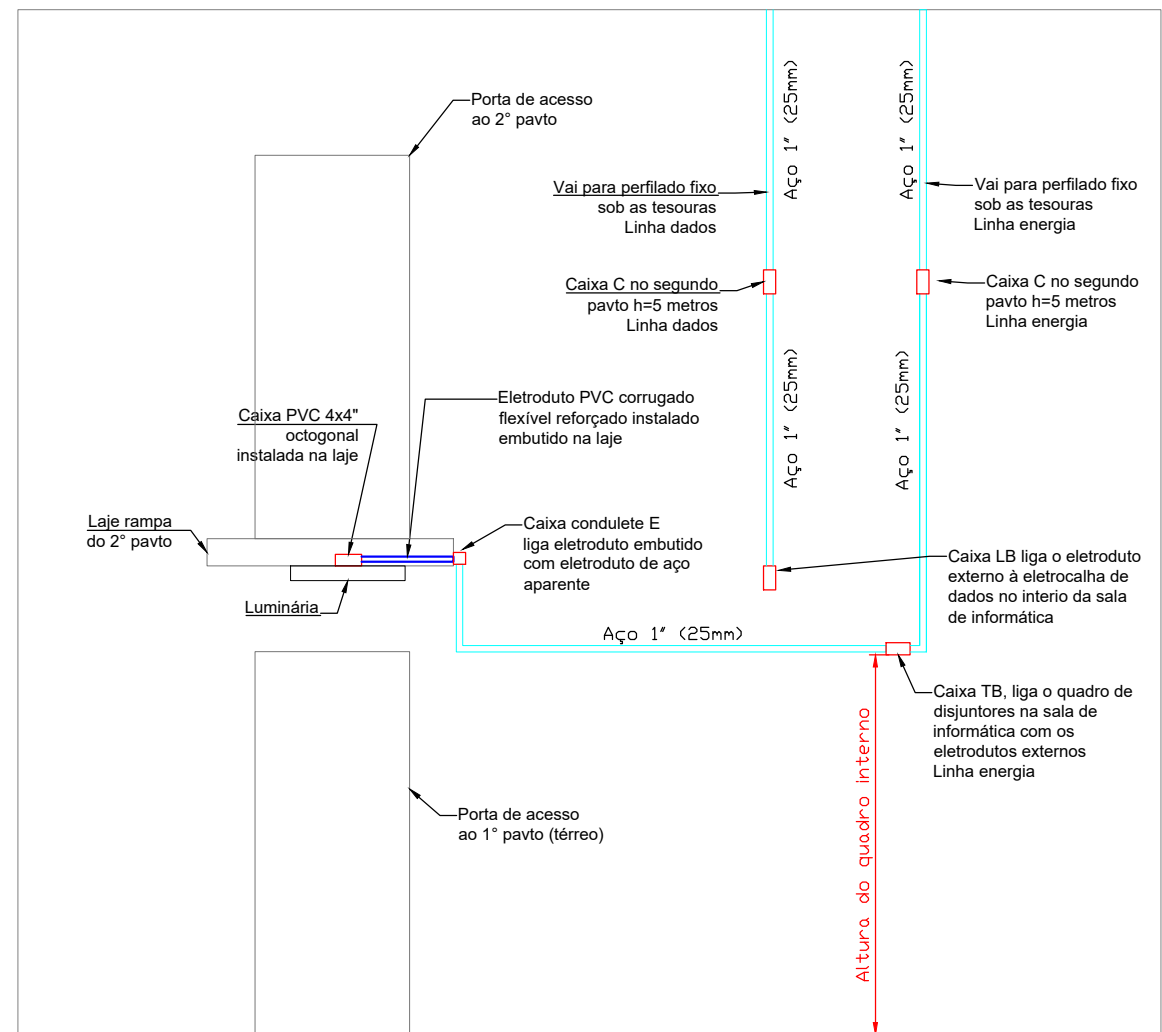 Porta de acesso
ao 2° pavto
Aço 1" (25mm)
Aço 1" (25mm)
Vai para perfilado fixo
sob as tesouras
Linha dados
Vai para perfilado fixo
sob as tesouras
Linha energia
Caixa C no segundo
pavto h=5 metros
Linha dados
Caixa C no segundo
pavto h=5 metros
Linha energia
Aço 1" (25mm)
Aço 1" (25mm)
Eletroduto PVC corrugado
flexível reforçado instalado
embutido na laje
Caixa PVC 4x4"
octogonal
instalada na laje
Laje rampa
do 2° pavto
Caixa condulete E
liga eletroduto embutido
com eletroduto de aço
aparente
Luminária
Caixa LB liga o eletroduto
externo à eletrocalha de
dados no interio da sala
de informática
Aço 1" (25mm)
Caixa TB, liga o quadro de
disjuntores na sala de
informática com os
eletrodutos externos
Linha energia
Altura do quadro interno
Porta de acesso
ao 1° pavto (térreo)